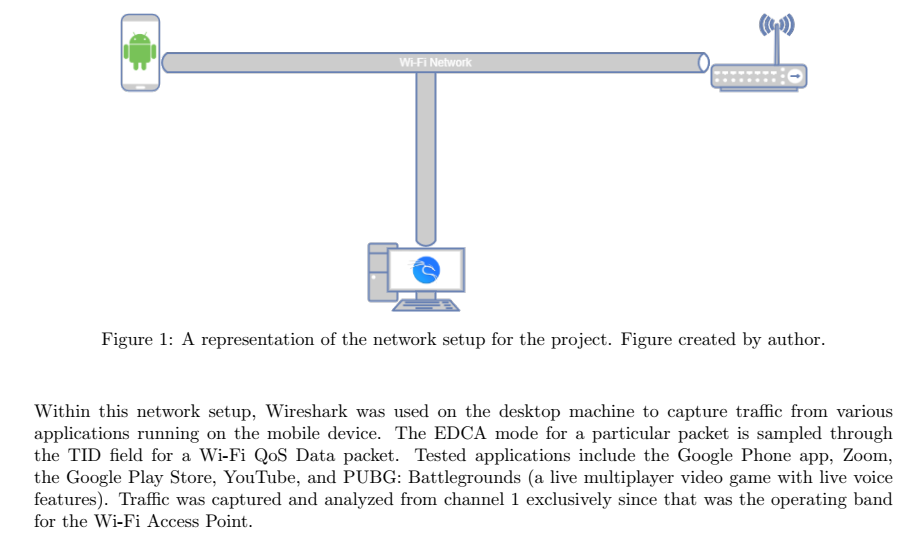 Wi-Fi Network
Figure 1: A representation of the network setup for the project. Figure created by author.
Within this network setup, Wireshark was used on the desktop machine to capture traffic from various
applications running on the mobile device. The EDCA mode for a particular packet is sampled through
the TID field for a Wi-Fi QoS Data packet. Tested applications include the Google Phone app, Zoom,
the Google Play Store, YouTube, and PUBG: Battlegrounds (a live multiplayer video game with live voice
features). Traffic was captured and analyzed from channel 1 exclusively since that was the operating band
for the Wi-Fi Access Point.